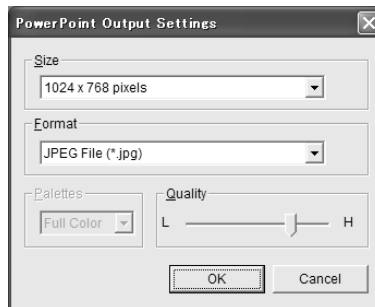 PowerPoint Output Settings
Size
1024 x 768 pixels
Format
JPEG File (*.jpg)
Palettes
Full Color
Quality
L
H
OK
Cancel